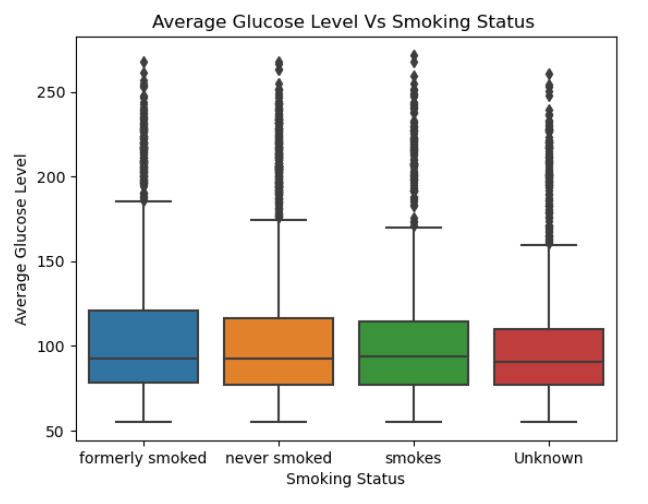 Average Glucose Level Vs Smoking Status
Average Glucose Level
250
200
150
100
50
formerly smoked never smoked smokes Unknown
Smoking Status